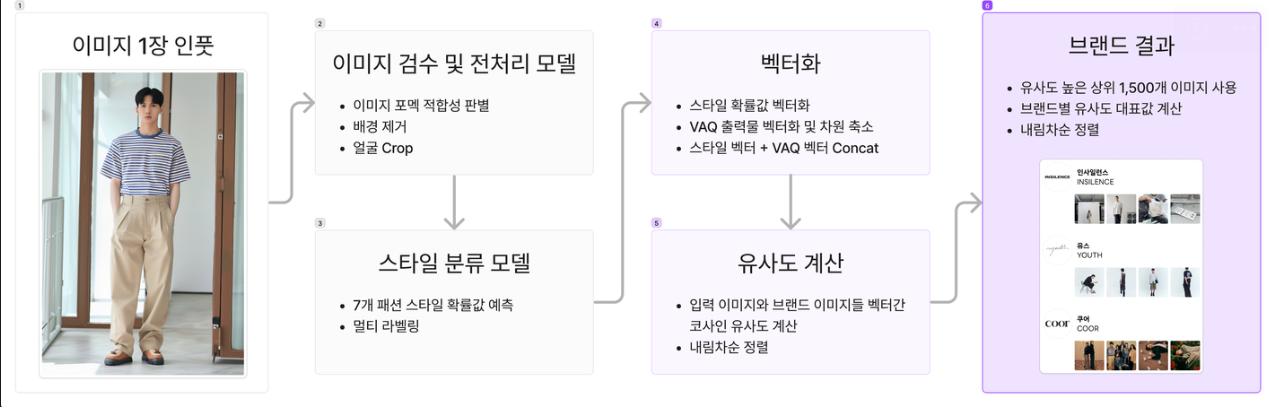 1
이미지 1장 인풋
2
이미지 검수 및 전처리 모델
• 이미지 포멕 적합성 판별
• 배경 제거
• 얼굴 Crop
3
스타일 분류 모델
• 7개 패션 스타일 확률값 예측
• 멀티 라벨링
4
벡터화
• 스타일 확률값 벡터화
• VAQ 출력물 벡터화 및 차원 축소
• 스타일 벡터 + VAQ 벡터 Concat
5
유사도 계산
• 입력 이미지와 브랜드 이미지들 벡터간
코사인 유사도 계산
• 내림차순 정렬
6
브랜드 결과
• 유사도 높은 상위 1,500개 이미지 사용
• 브랜드별 유사도 대표값 계산
• 내림차순 정렬
INSILENCE
인사일런스
INSILENCE
youth
유스
YOUTH
COOR
쿠어
COOR